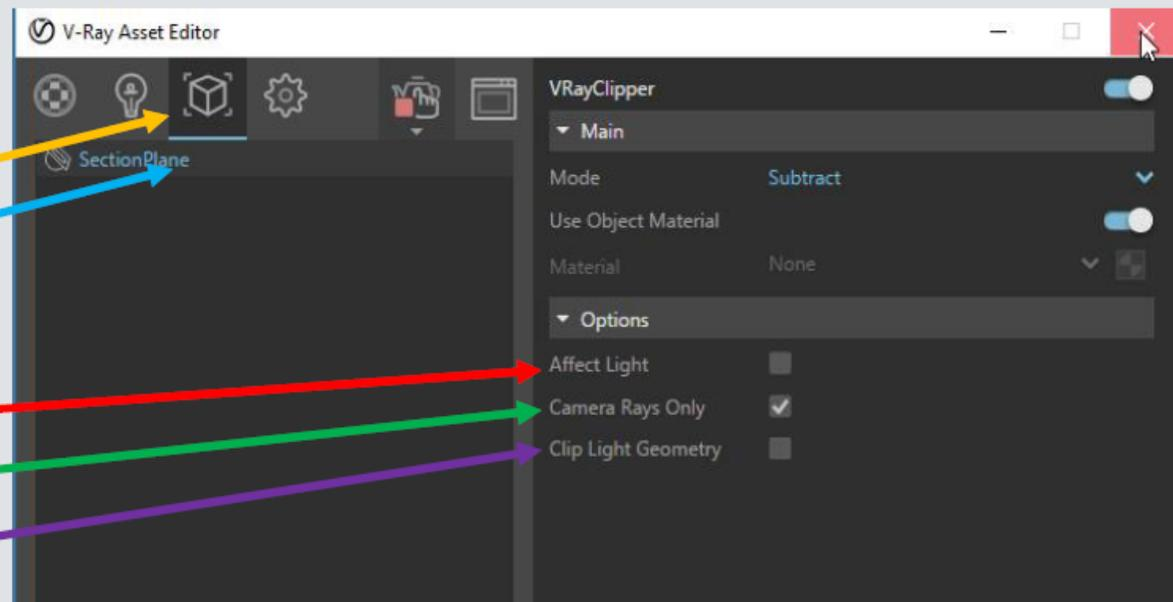 V-Ray Asset Editor
SectionPlane
VRayClipper
Main
Mode Subtract
Use Object Material
Material None
Options
Affect Light
Camera Rays Only
Clip Light Geometry